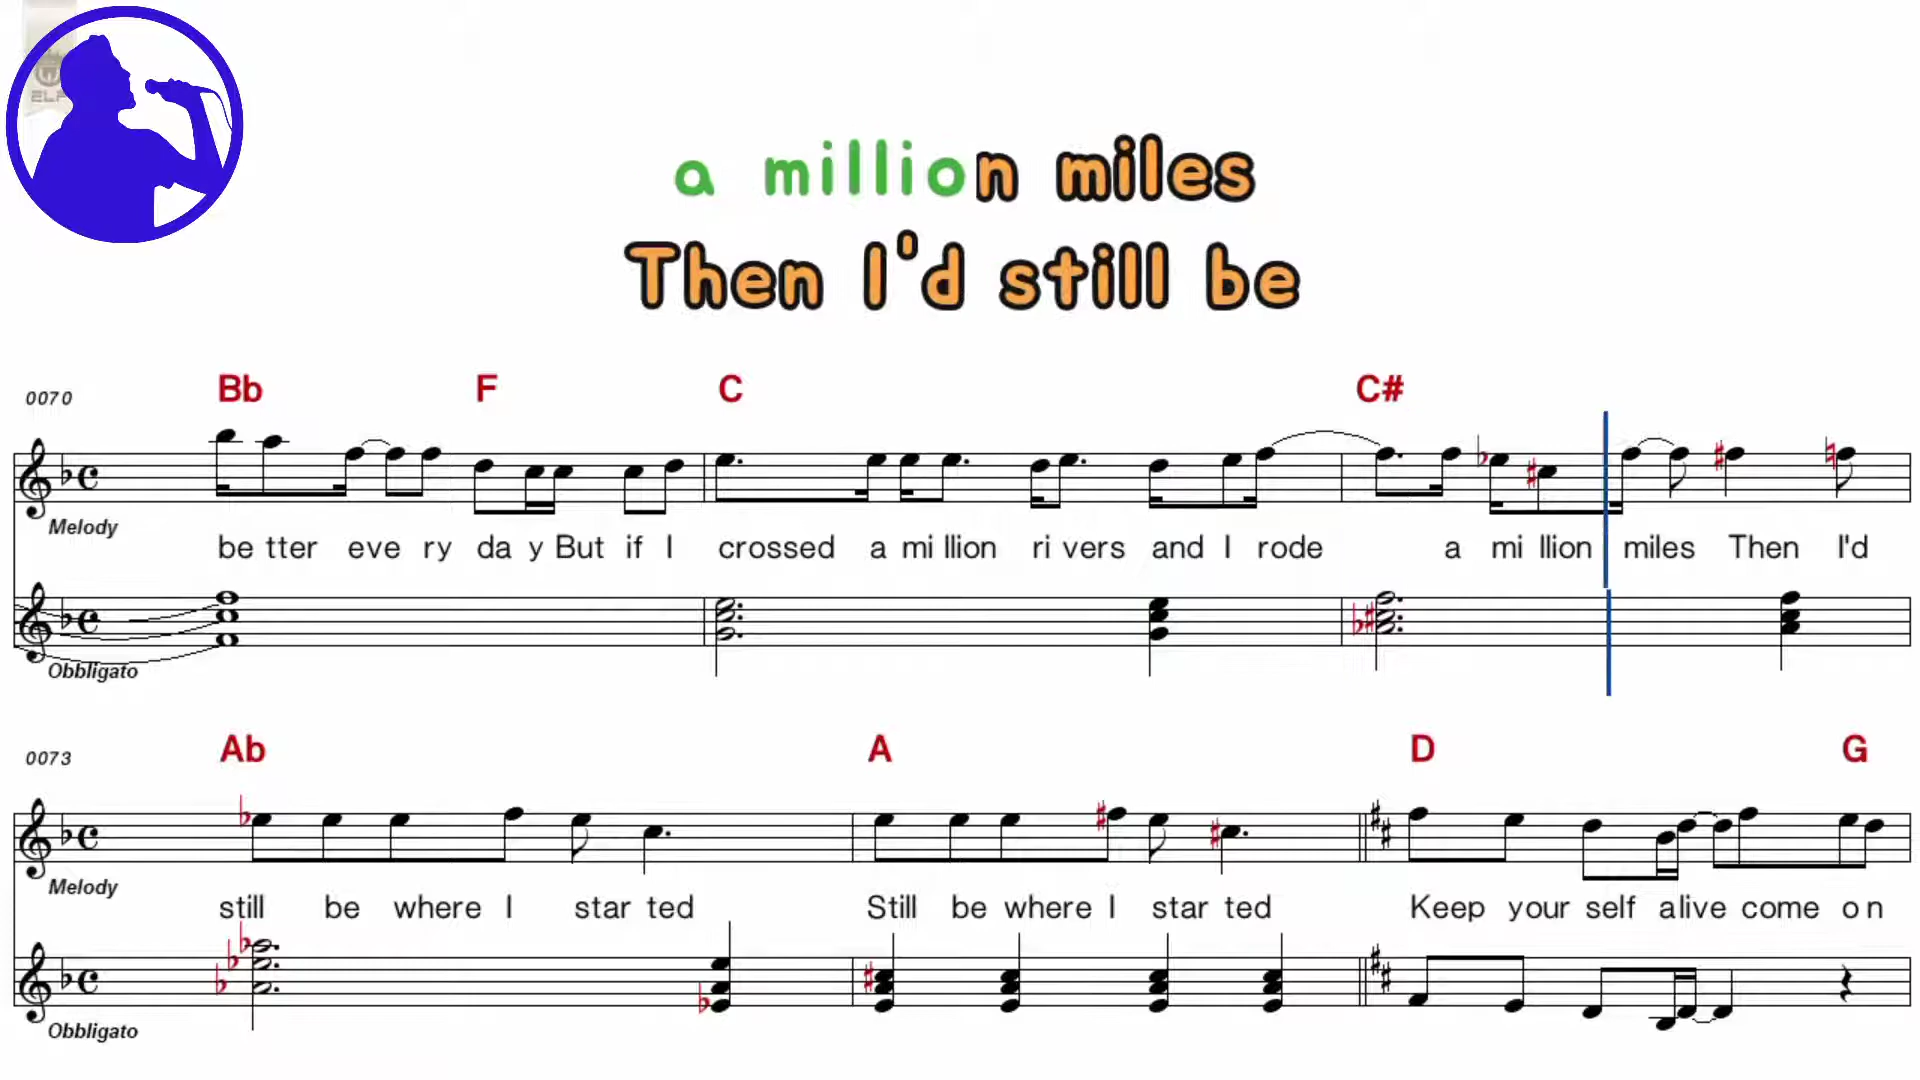 ELF
a million miles
Then I'd still be
0070 Bb F C C#
Melody
be tter eve ry da y But if I crossed a mi llion ri vers and I rode a mi llion miles Then I'd
Obbligato
0073 Ab A D G
Melody
still be where I star ted Still be where I star ted Keep your self alive come o n
Obbligato